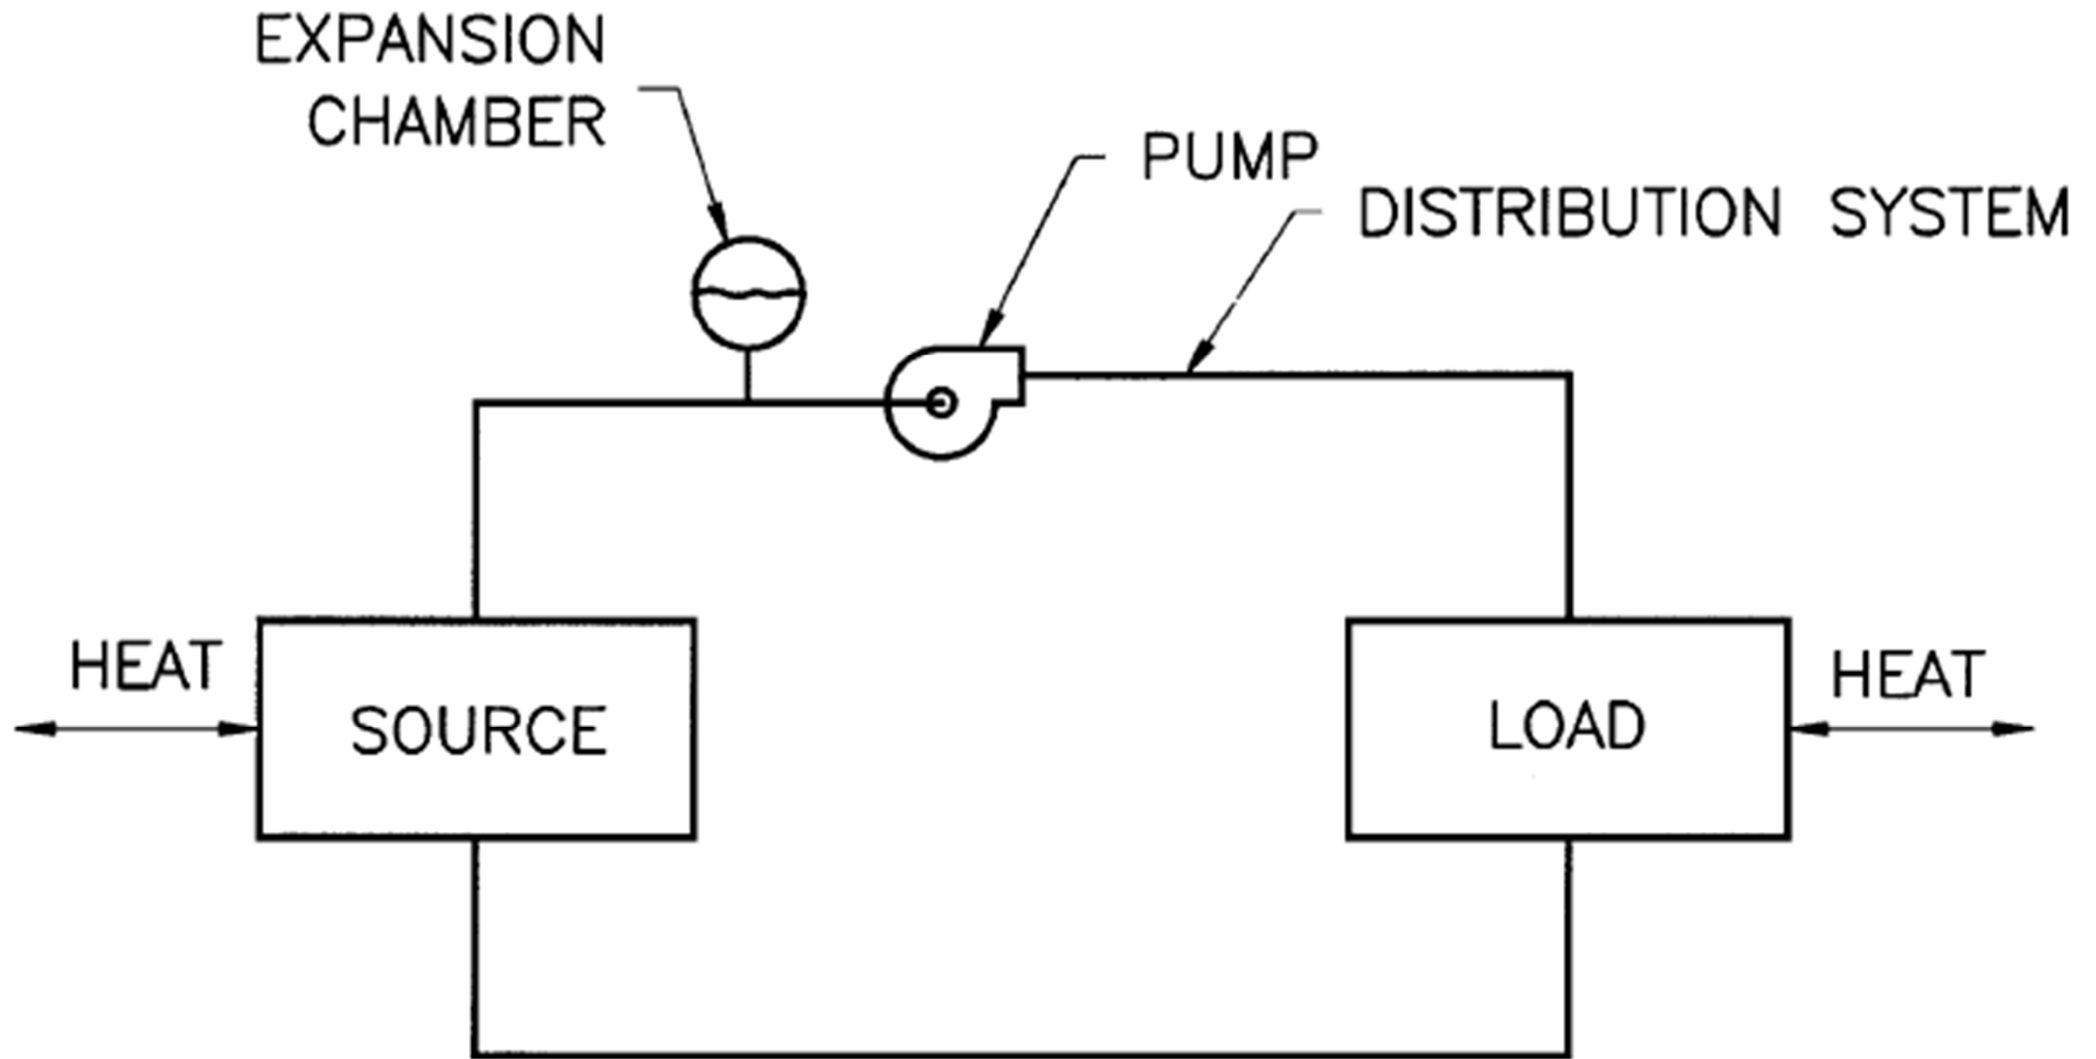 EXPANSION
CHAMBER
PUMP
DISTRIBUTION SYSTEM
HEAT
SOURCE
LOAD
HEAT